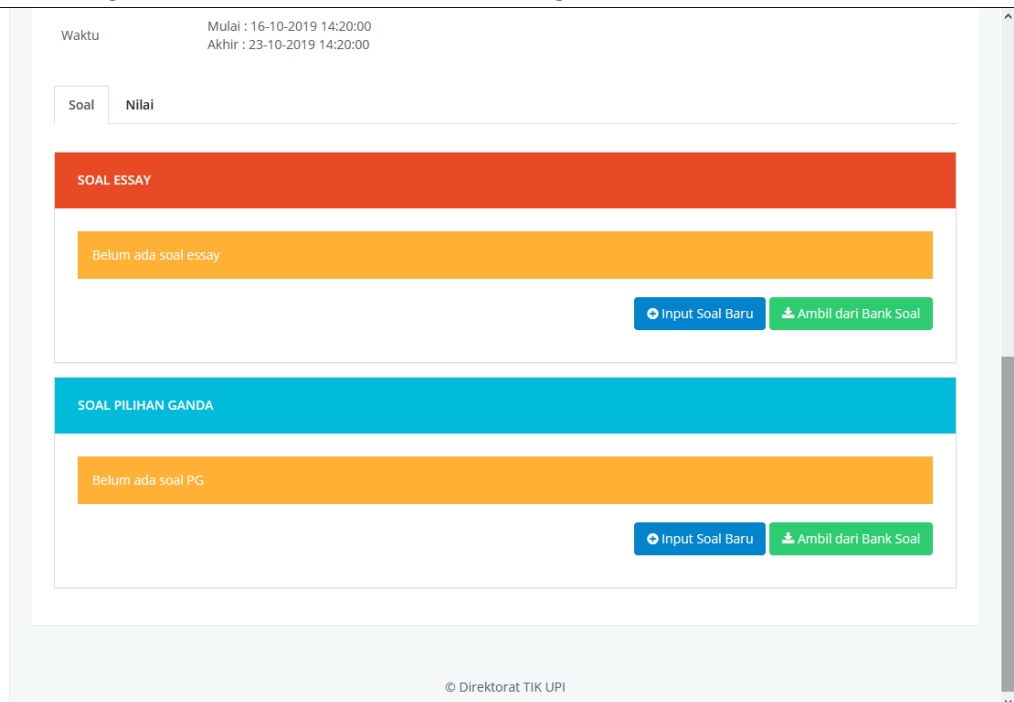 Waktu
Mulai : 16-10-2019 14:20:00
Akhir : 23-10-2019 14:20:00
Soal
Nilai
SOAL ESSAY
Belum ada soal essay
Input Soal Baru
Ambil dari Bank Soal
SOAL PILIHAN GANDA
Belum ada soal PG
Input Soal Baru
Ambil dari Bank Soal
© Direktorat TIK UPI